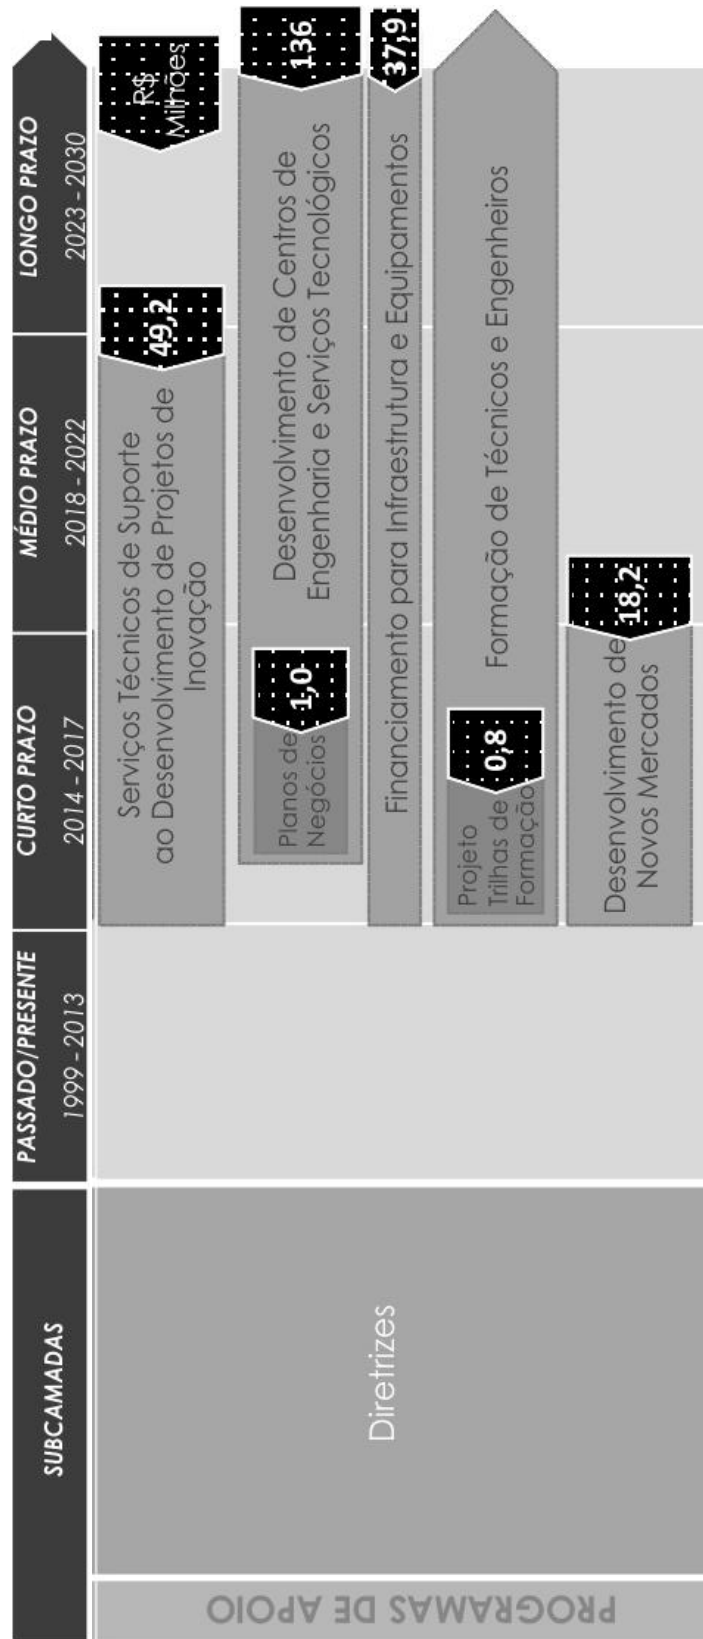 SUBCAMADAS
PASSADO/PRESENTE
1999 – 2013
CURTO PRAZO
2014 – 2017
MÉDIO PRAZO
2018 – 2022
LONGO PRAZO
2023 – 2030
PROGRAMAS DE APOIO
Diretrizes
Serviços Técnicos de Suporte
ao Desenvolvimento de Projetos de
Inovação
49,2
R$
Milhões
Planos de
Negócios
1,0
Desenvolvimento de Centros de
Engenharia e Serviços Tecnológicos
136
Financiamento para Infraestrutura e Equipamentos
37,9
Projeto
Trilhas de
Formação
0,8
Formação de Técnicos e Engenheiros
Desenvolvimento de
Novos Mercados
18,2